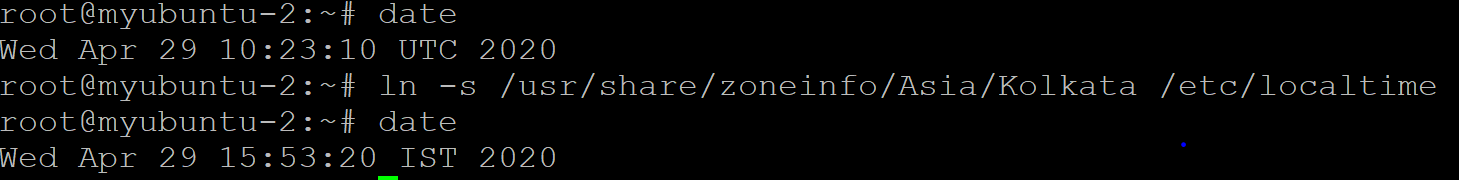 root@myubuntu-2:~# date
Wed Apr 29 10:23:10 UTC 2020
root@myubuntu-2:~# ln -s /usr/share/zoneinfo/Asia/Kolkata /etc/localtime
root@myubuntu-2:~# date
Wed Apr 29 15:53:20 IST 2020